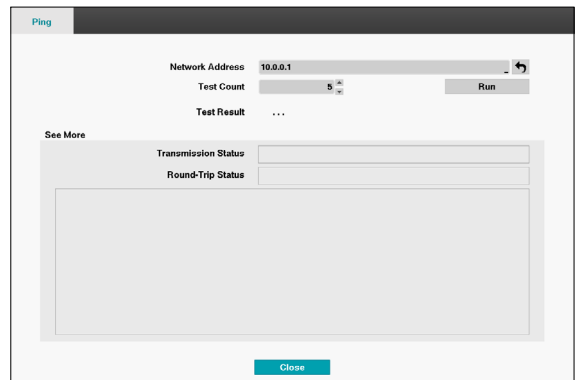 Ping
Network Address 10.0.0.1 _
Test Count 5 Run
Test Result ...
See More
Transmission Status
Round-Trip Status
Close